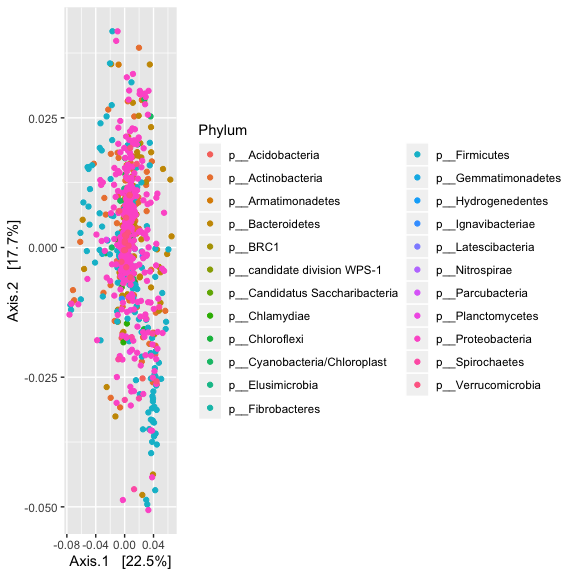 Axis.2 [17.7%]
0.025
0.000
-0.025
-0.050
-0.08 -0.04 0.00 0.04
Axis.1 [22.5%]
Phylum
p__Acidobacteria
p__Actinobacteria
p__Armatimonadetes
p__Bacteroidetes
p__BRC1
p__candidate division WPS-1
p__Candidatus Saccharibacteria
p__Chlamydiae
p__Chloroflexi
p__Cyanobacteria/Chloroplast
p__Elusimicrobia
p__Fibrobacteres
p__Firmicutes
p__Gemmatimonadetes
p__Hydrogenedentes
p__Ignavibacteriae
p__Latescibacteria
p__Nitrospirae
p__Parcubacteria
p__Planctomycetes
p__Proteobacteria
p__Spirochaetes
p__Verrucomicrobia